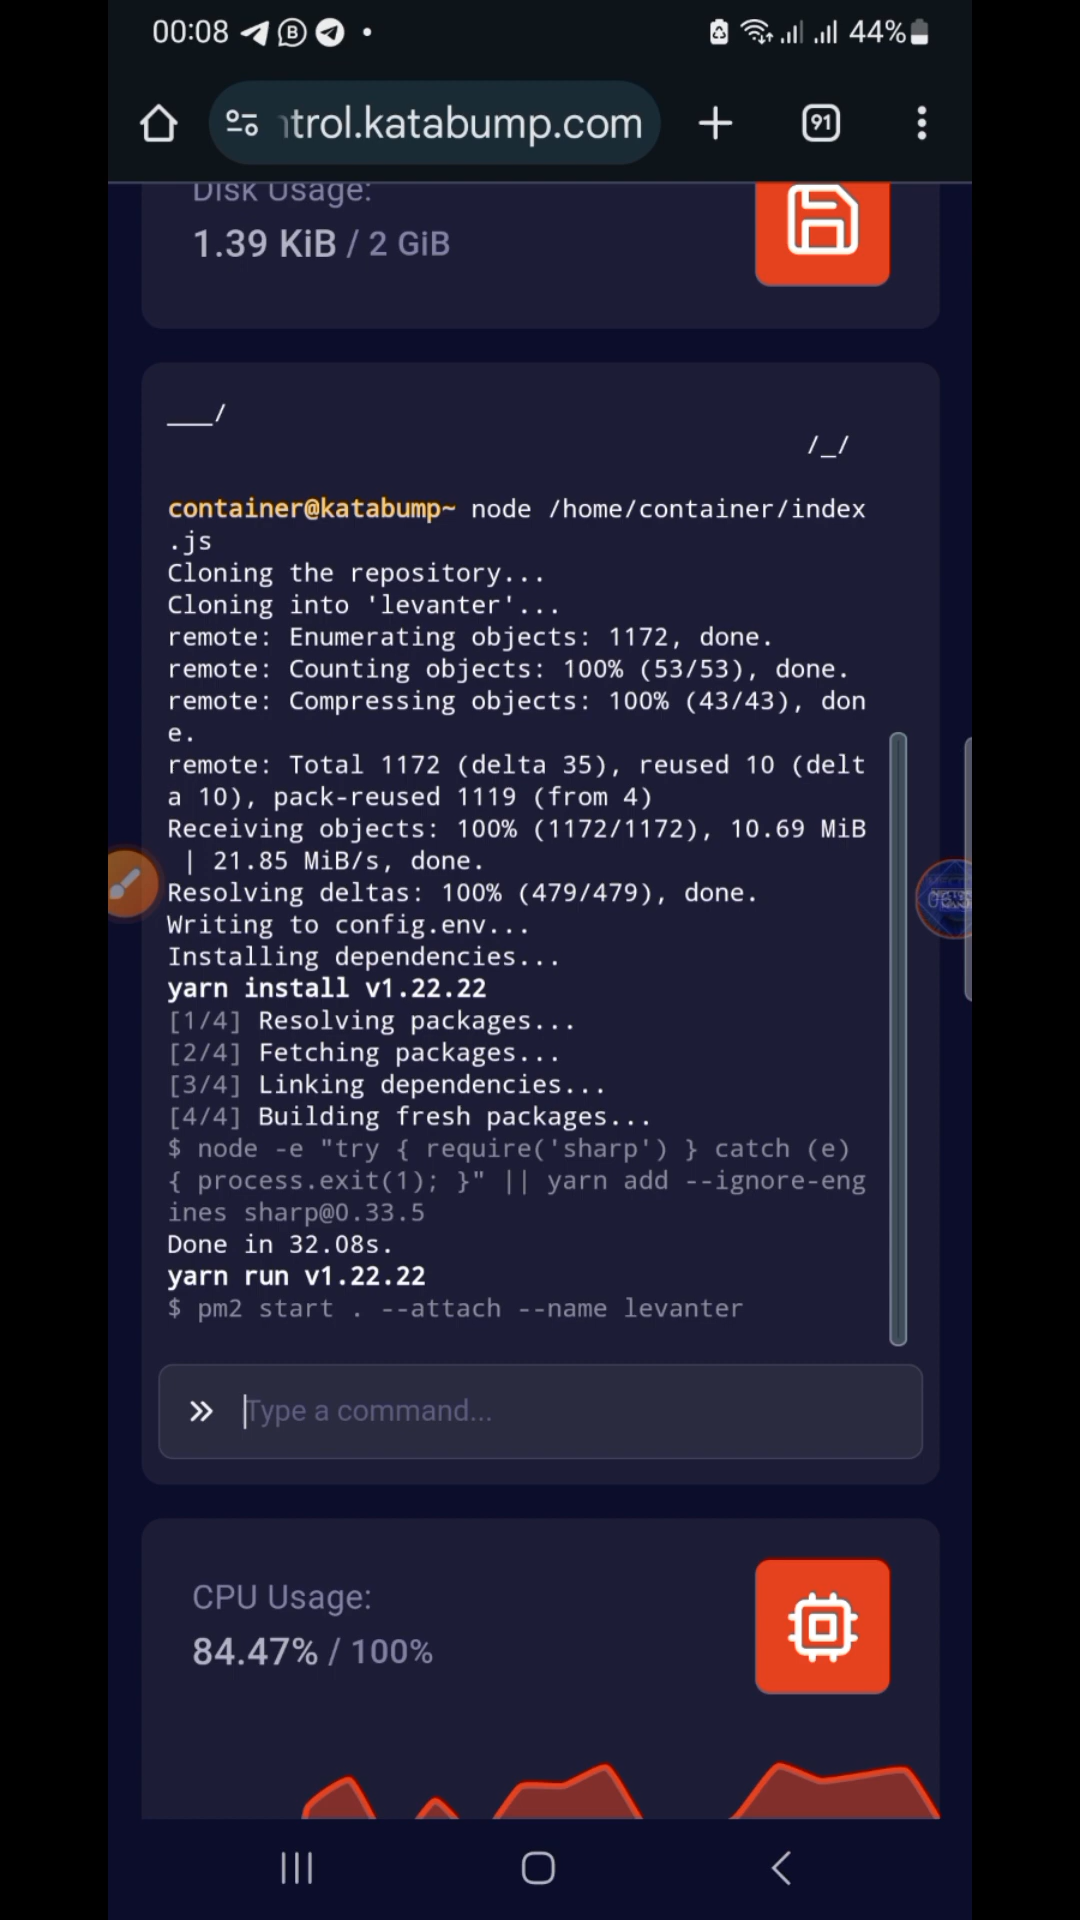 00:08
44%
trol.katabump.com
91
Disk Usage:
1.39 KiB / 2 GiB
___/
/_/
container@katabump~ node /home/container/index
.js
Cloning the repository...
Cloning into 'levanter'...
remote: Enumerating objects: 1172, done.
remote: Counting objects: 100% (53/53), done.
remote: Compressing objects: 100% (43/43), don
e.
remote: Total 1172 (delta 35), reused 10 (delt
a 10), pack-reused 1119 (from 4)
Receiving objects: 100% (1172/1172), 10.69 MiB
| 21.85 MiB/s, done.
Resolving deltas: 100% (479/479), done.
Writing to config.env...
Installing dependencies...
yarn install v1.22.22
[1/4] Resolving packages...
[2/4] Fetching packages...
[3/4] Linking dependencies...
[4/4] Building fresh packages...
$ node -e "try { require('sharp') } catch (e)
{ process.exit(1); }" || yarn add --ignore-eng
ines sharp@0.33.5
Done in 32.08s.
yarn run v1.22.22
$ pm2 start . --attach --name levanter
Type a command...
CPU Usage:
84.47% / 100%